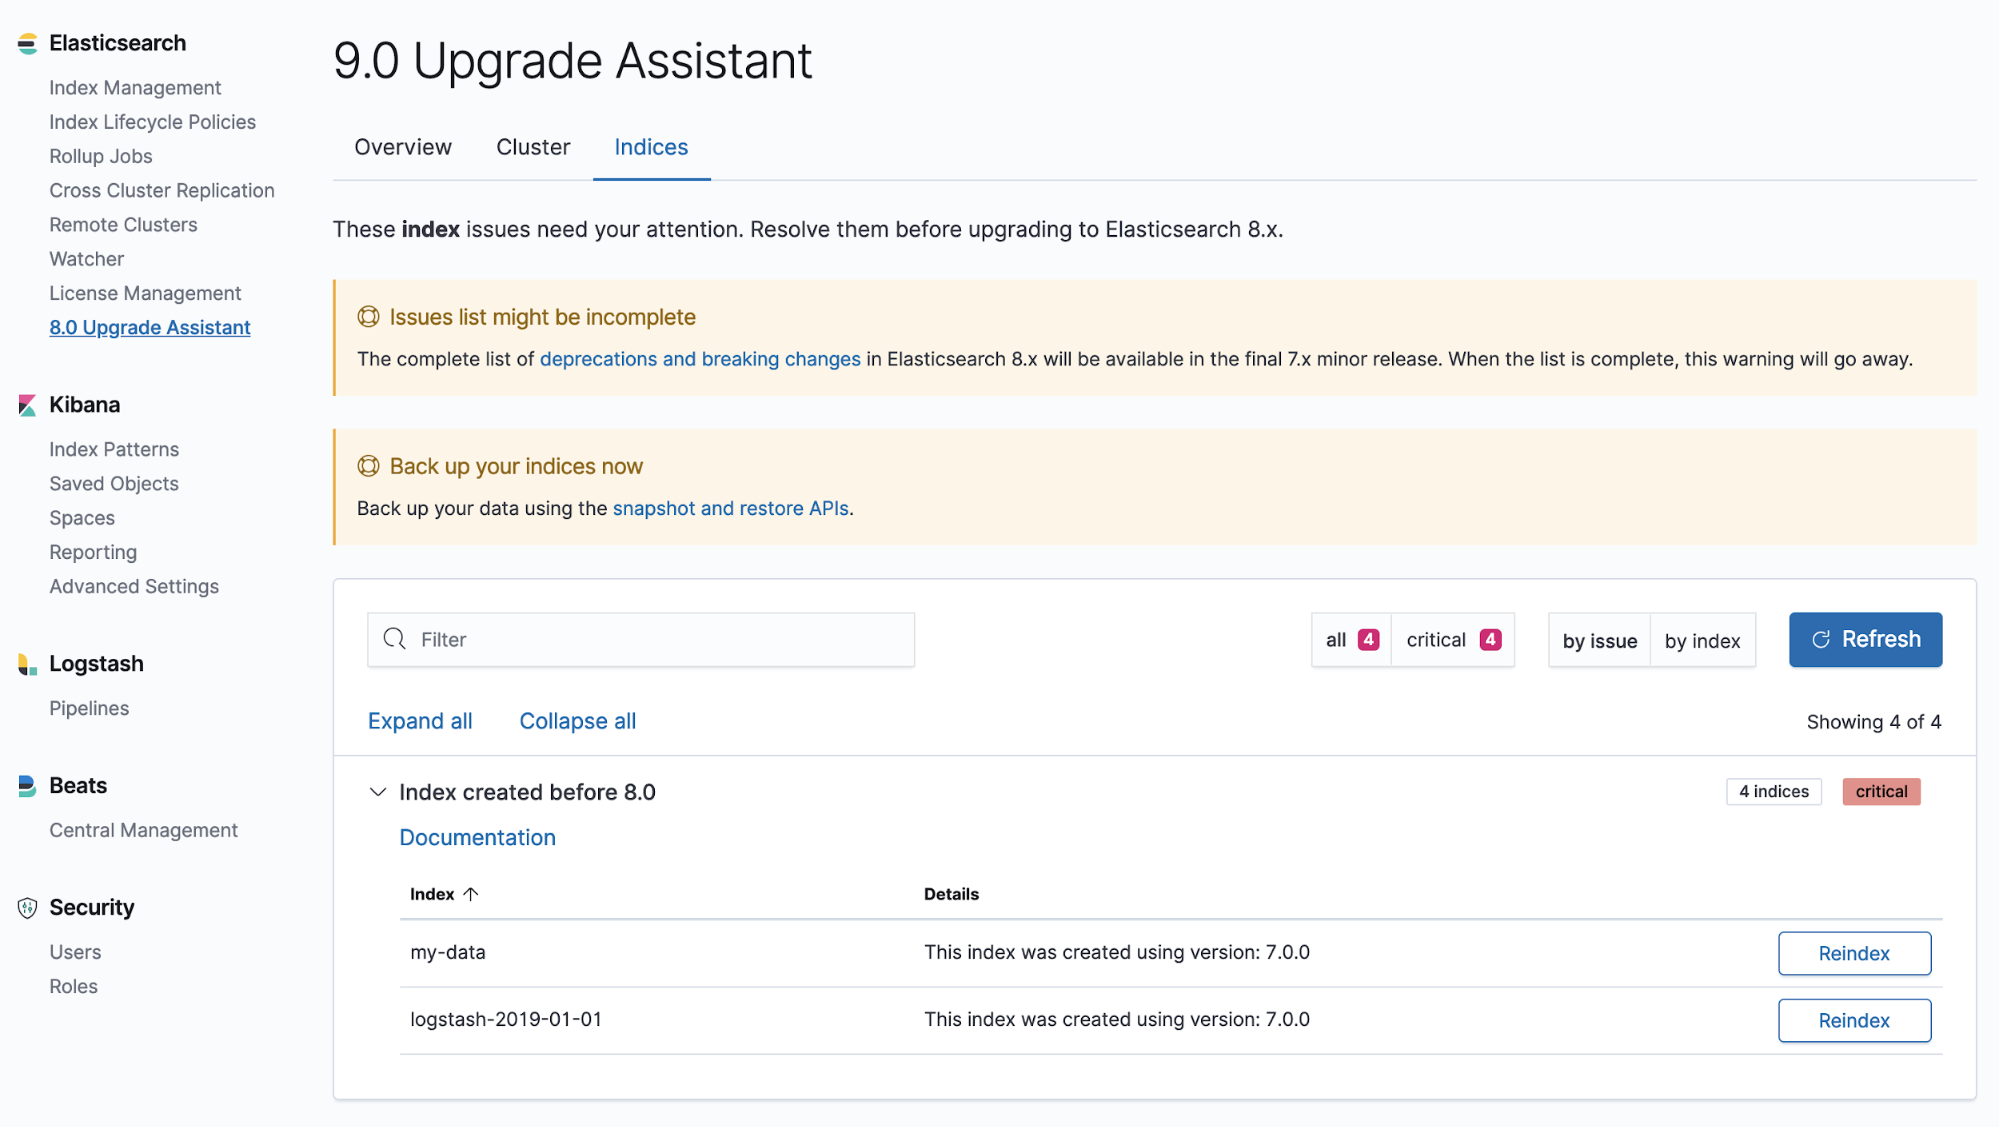 Elasticsearch
Index Management
Index Lifecycle Policies
Rollup Jobs
Cross Cluster Replication
Remote Clusters
Watcher
License Management
8.0 Upgrade Assistant
Kibana
Index Patterns
Saved Objects
Spaces
Reporting
Advanced Settings
Logstash
Pipelines
Beats
Central Management
Security
Users
Roles
9.0 Upgrade Assistant
Overview Cluster Indices
These index issues need your attention. Resolve them before upgrading to Elasticsearch 8.x.
Issues list might be incomplete
The complete list of deprecations and breaking changes in Elasticsearch 8.x will be available in the final 7.x minor release. When the list is complete, this warning will go away.
Back up your indices now
Back up your data using the snapshot and restore APIs.
Filter all 4 critical 4 by issue by index Refresh
Expand all Collapse all Showing 4 of 4
Index created before 8.0 4 indices critical
Documentation
Index Details
my-data This index was created using version: 7.0.0 Reindex
logstash-2019-01-01 This index was created using version: 7.0.0 Reindex